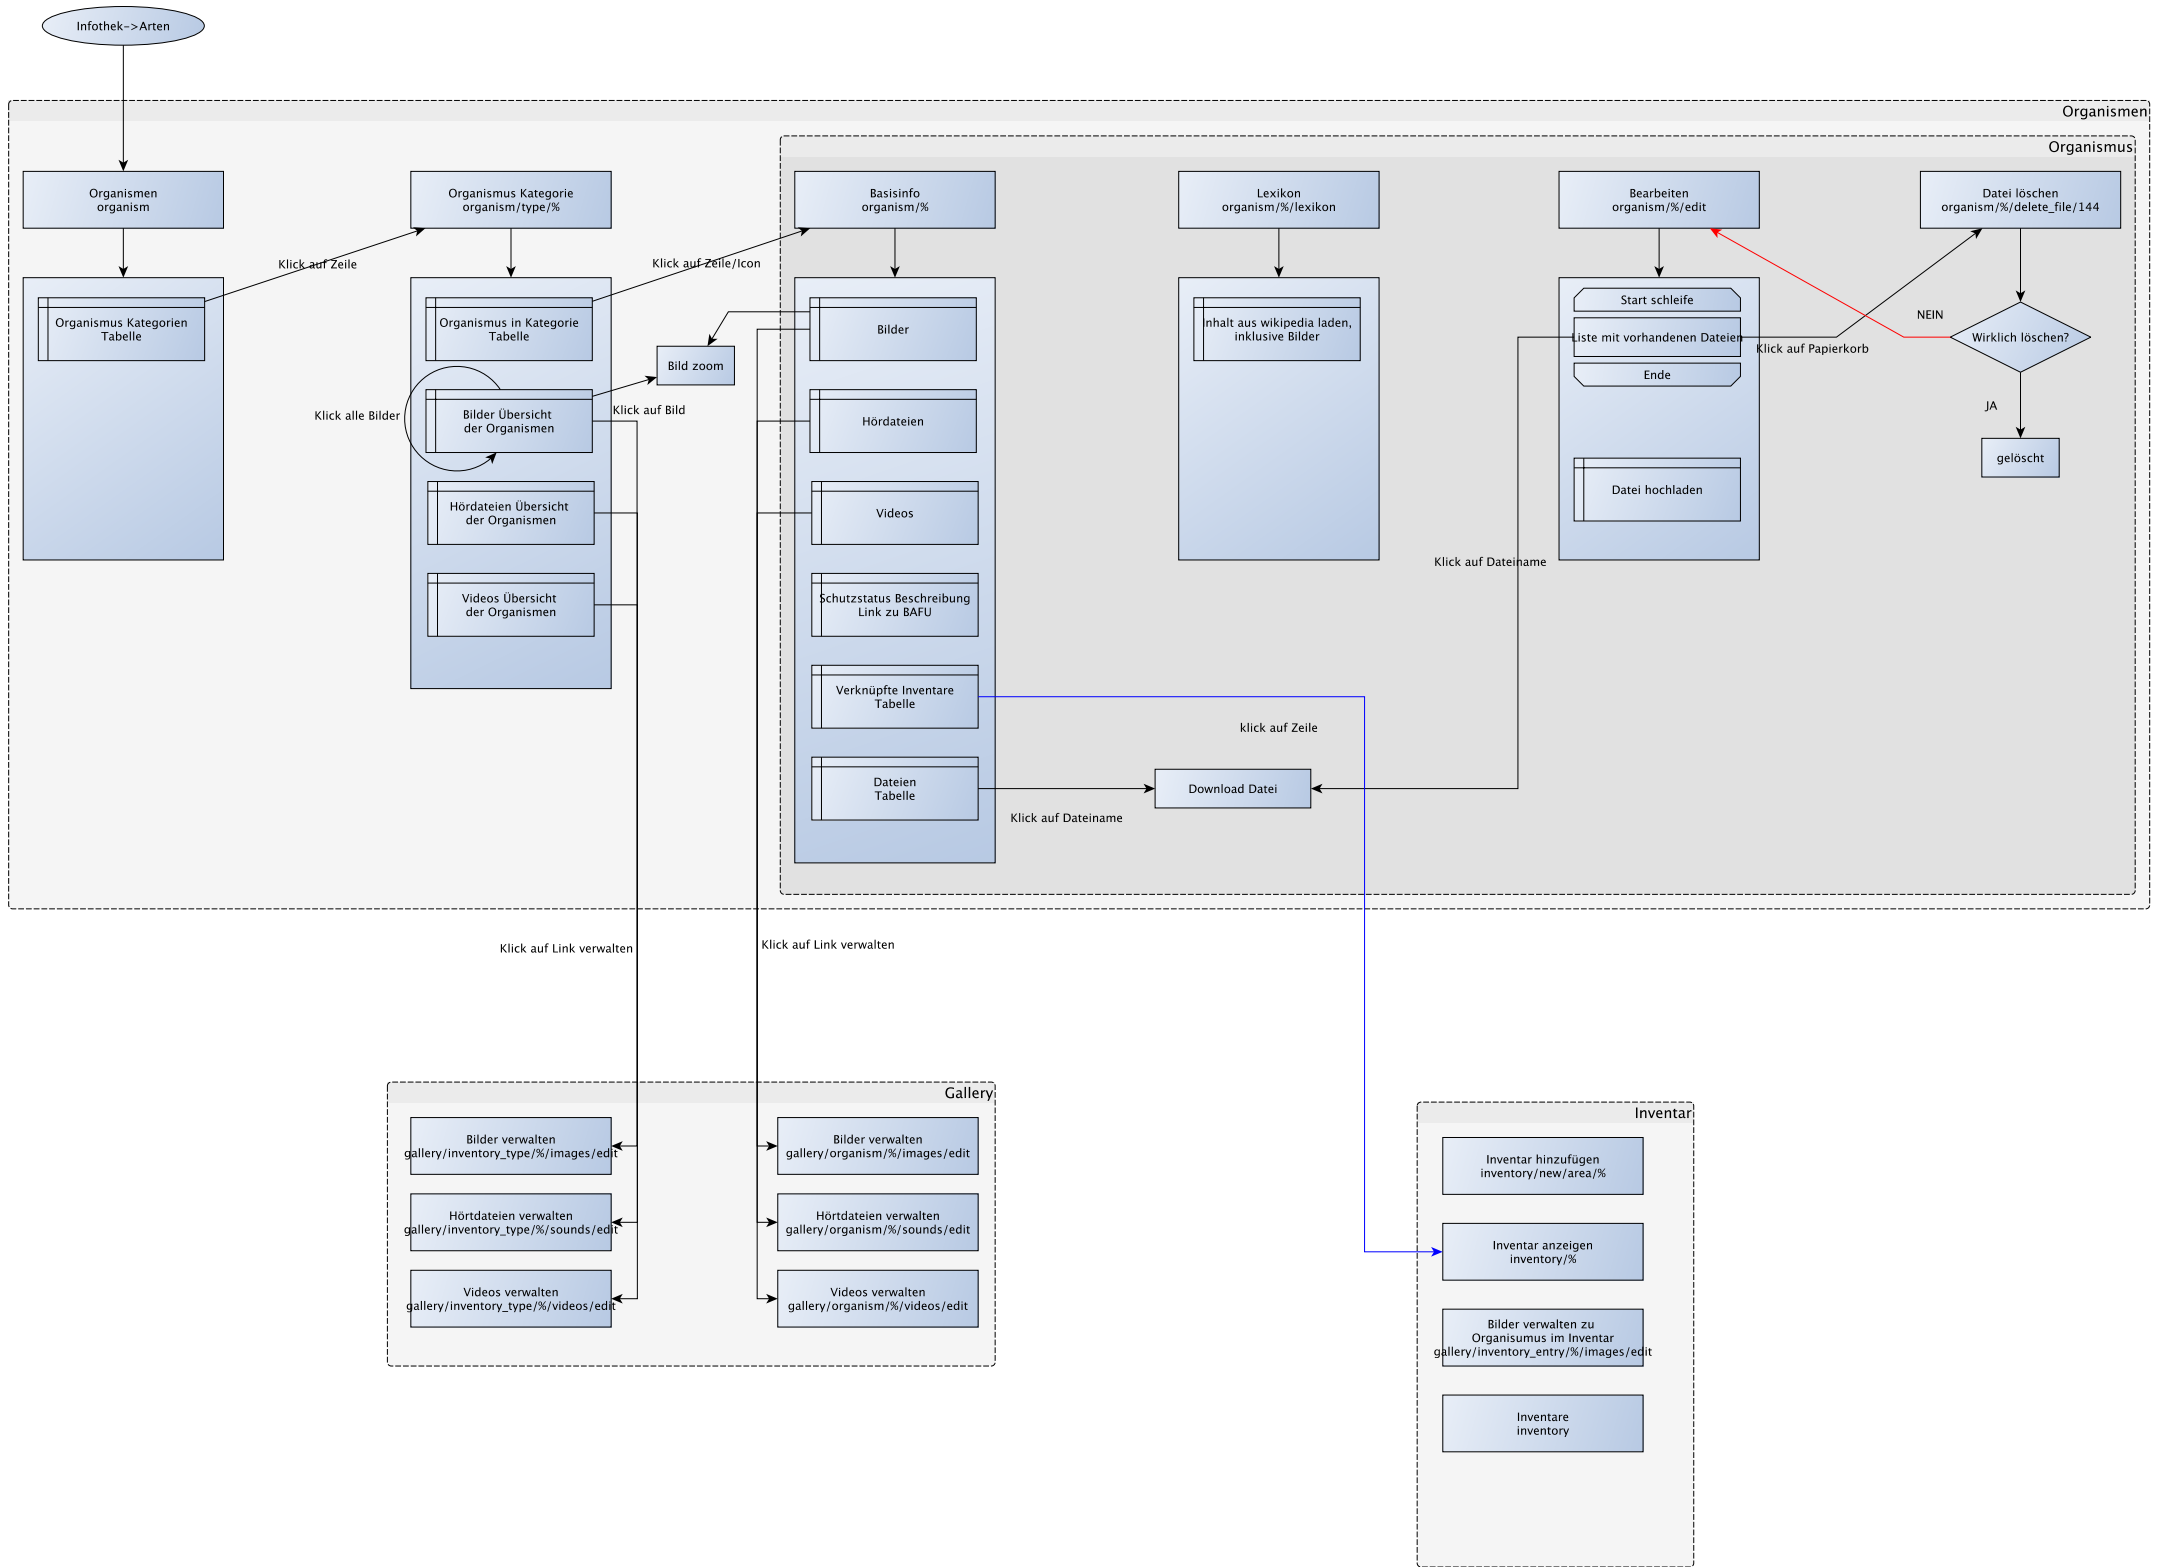 Infothek->Arten
Organismen
Organismus
Organismen
organism
Organismus Kategorie
organism/type/%
Basisinfo
organism/%
Lexikon
organism/%/lexikon
Bearbeiten
organism/%/edit
Datei löschen
organism/%/delete_file/144
Klick auf Zeile
Klick auf Zeile/Icon
Organismus Kategorien
Tabelle
Organismus in Kategorie
Tabelle
Bilder
Inhalt aus wikipedia laden,
inklusive Bilder
Start schleife
Liste mit vorhandenen Dateien
Ende
Klick auf Papierkorb
NEIN
Wirklich löschen?
JA
gelöscht
Bild zoom
Klick alle Bilder
Bilder Übersicht
der Organismen
Klick auf Bild
Hördateien
Hördateien Übersicht
der Organismen
Videos
Datei hochladen
Klick auf Dateiname
Videos Übersicht
der Organismen
Schutzstatus Beschreibung
Link zu BAFU
Verknüpfte Inventare
Tabelle
klick auf Zeile
Dateien
Tabelle
Download Datei
Klick auf Dateiname
Klick auf Link verwalten
Klick auf Link verwalten
Gallery
Bilder verwalten
gallery/inventory_type/%/images/edit
Bilder verwalten
gallery/organism/%/images/edit
Hörtdateien verwalten
gallery/inventory_type/%/sounds/edit
Hörtdateien verwalten
gallery/organism/%/sounds/edit
Videos verwalten
gallery/inventory_type/%/videos/edit
Videos verwalten
gallery/organism/%/videos/edit
Inventar
Inventar hinzufügen
inventory/new/area/%
Inventar anzeigen
inventory/%
Bilder verwalten zu
Organisumus im Inventar
gallery/inventory_entry/%/images/edit
Inventare
inventory